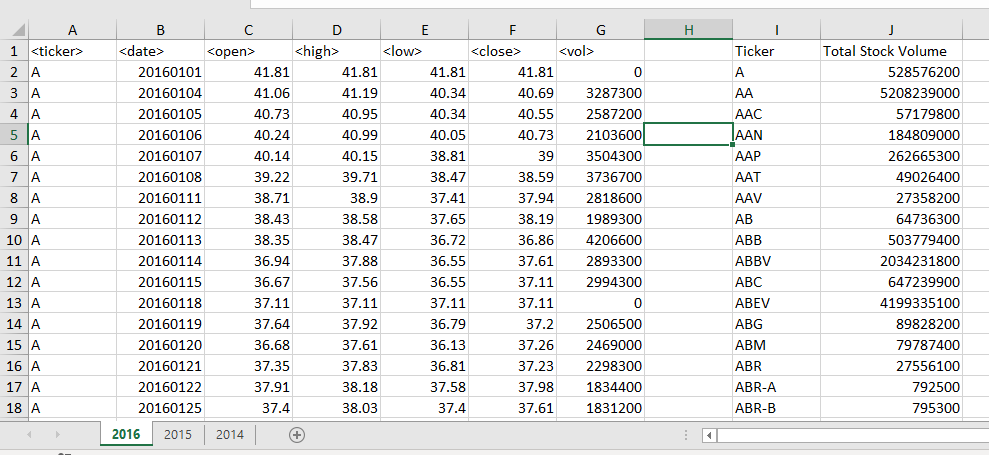 A B C D E F G H I J
1 <ticker> <date> <open> <high> <low> <close> <vol> Ticker Total Stock Volume
2 A 20160101 41.81 41.81 41.81 41.81 0 A 528576200
3 A 20160104 41.06 41.19 40.34 40.69 3287300 AA 5208239000
4 A 20160105 40.73 40.95 40.34 40.55 2587200 AAC 57179800
5 A 20160106 40.24 40.99 40.05 40.73 2103600 AAN 184809000
6 A 20160107 40.14 40.15 38.81 39 3504300 AAP 262665300
7 A 20160108 39.22 39.71 38.47 38.59 3736700 AAT 49026400
8 A 20160111 38.71 38.9 37.41 37.94 2818600 AAV 27358200
9 A 20160112 38.43 38.58 37.65 38.19 1989300 AB 64736300
10 A 20160113 38.35 38.47 36.72 36.86 4206600 ABB 503779400
11 A 20160114 36.94 37.88 36.55 37.61 2893300 ABBV 2034231800
12 A 20160115 36.67 37.56 36.55 37.11 2994300 ABC 647239900
13 A 20160118 37.11 37.11 37.11 37.11 0 ABEV 4199335100
14 A 20160119 37.64 37.92 36.79 37.2 2506500 ABG 89828200
15 A 20160120 36.68 37.61 36.13 37.26 2469000 ABM 79787400
16 A 20160121 37.35 37.83 36.81 37.23 2298300 ABR 27556100
17 A 20160122 37.91 38.18 37.58 37.98 1834400 ABR-A 792500
18 A 20160125 37.4 38.03 37.4 37.61 1831200 ABR-B 795300
2016 2015 2014